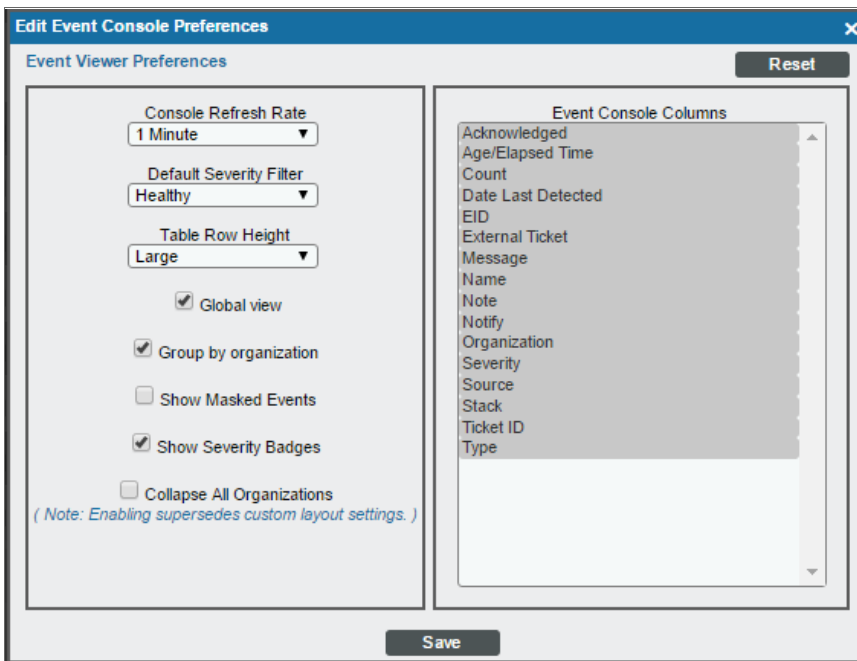 Edit Event Console Preferences
Event Viewer Preferences
Reset
Console Refresh Rate
1 Minute
Default Severity Filter
Healthy
Table Row Height
Large
Global view
Group by organization
Show Masked Events
Show Severity Badges
Collapse All Organizations
( Note: Enabling supersedes custom layout settings. )
Event Console Columns
Acknowledged
Age/Elapsed Time
Count
Date Last Detected
EID
External Ticket
Message
Name
Note
Notify
Organization
Severity
Source
Stack
Ticket ID
Type
Save